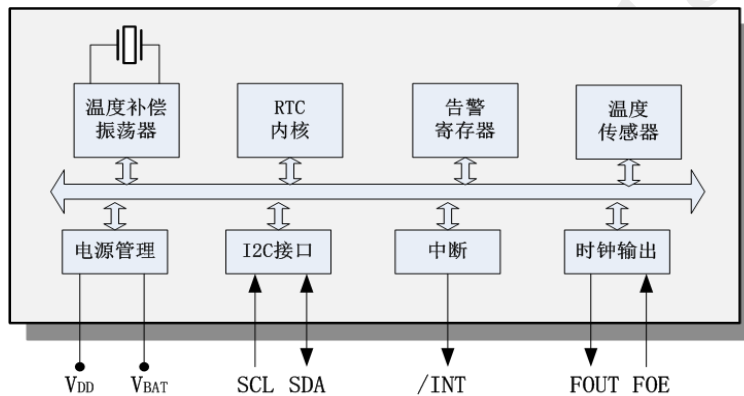 温度补偿
振荡器
RTC
内核
告警
寄存器
温度
传感器
电源管理
I2C接口
中断
时钟输出
VDD
VBAT
SCL
SDA
/INT
FOUT
FOE